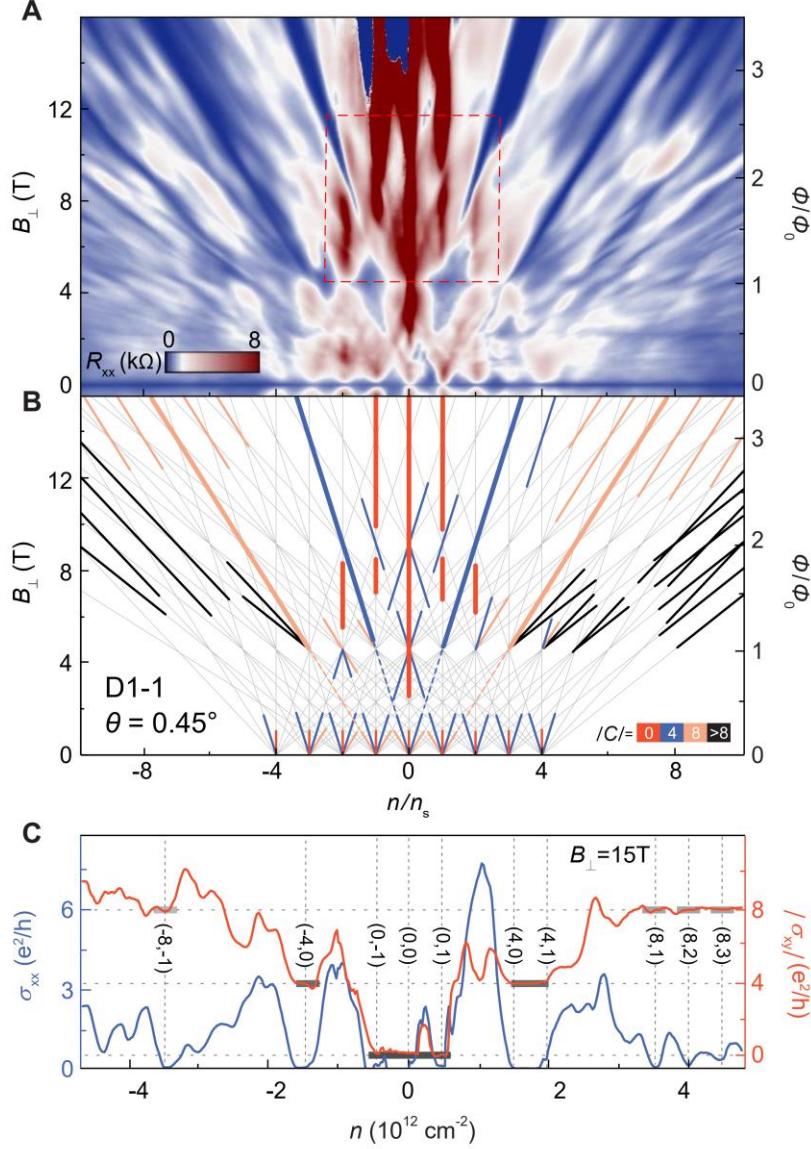 A
12
8
4
0
B⊥ (T)
3
2
1
0
Φ/Φ0
0 8
Rxx (kΩ)
B
12
8
4
0
B⊥ (T)
3
2
1
0
Φ/Φ0
D1-1
θ = 0.45°
/C/= 0 4 8 >8
-8 -4 0 4 8
n/ns
C
B⊥=15T
6
3
0
σxx (e²/h)
8
4
0
/ σxy/(e²/h)
(-8,-1)
(-4,0)
(0,-1)
(0,0)
(0,1)
(4,0)
(4,1)
(8,1)
(8,2)
(8,3)
-4 -2 0 2 4
n (10¹² cm⁻²)